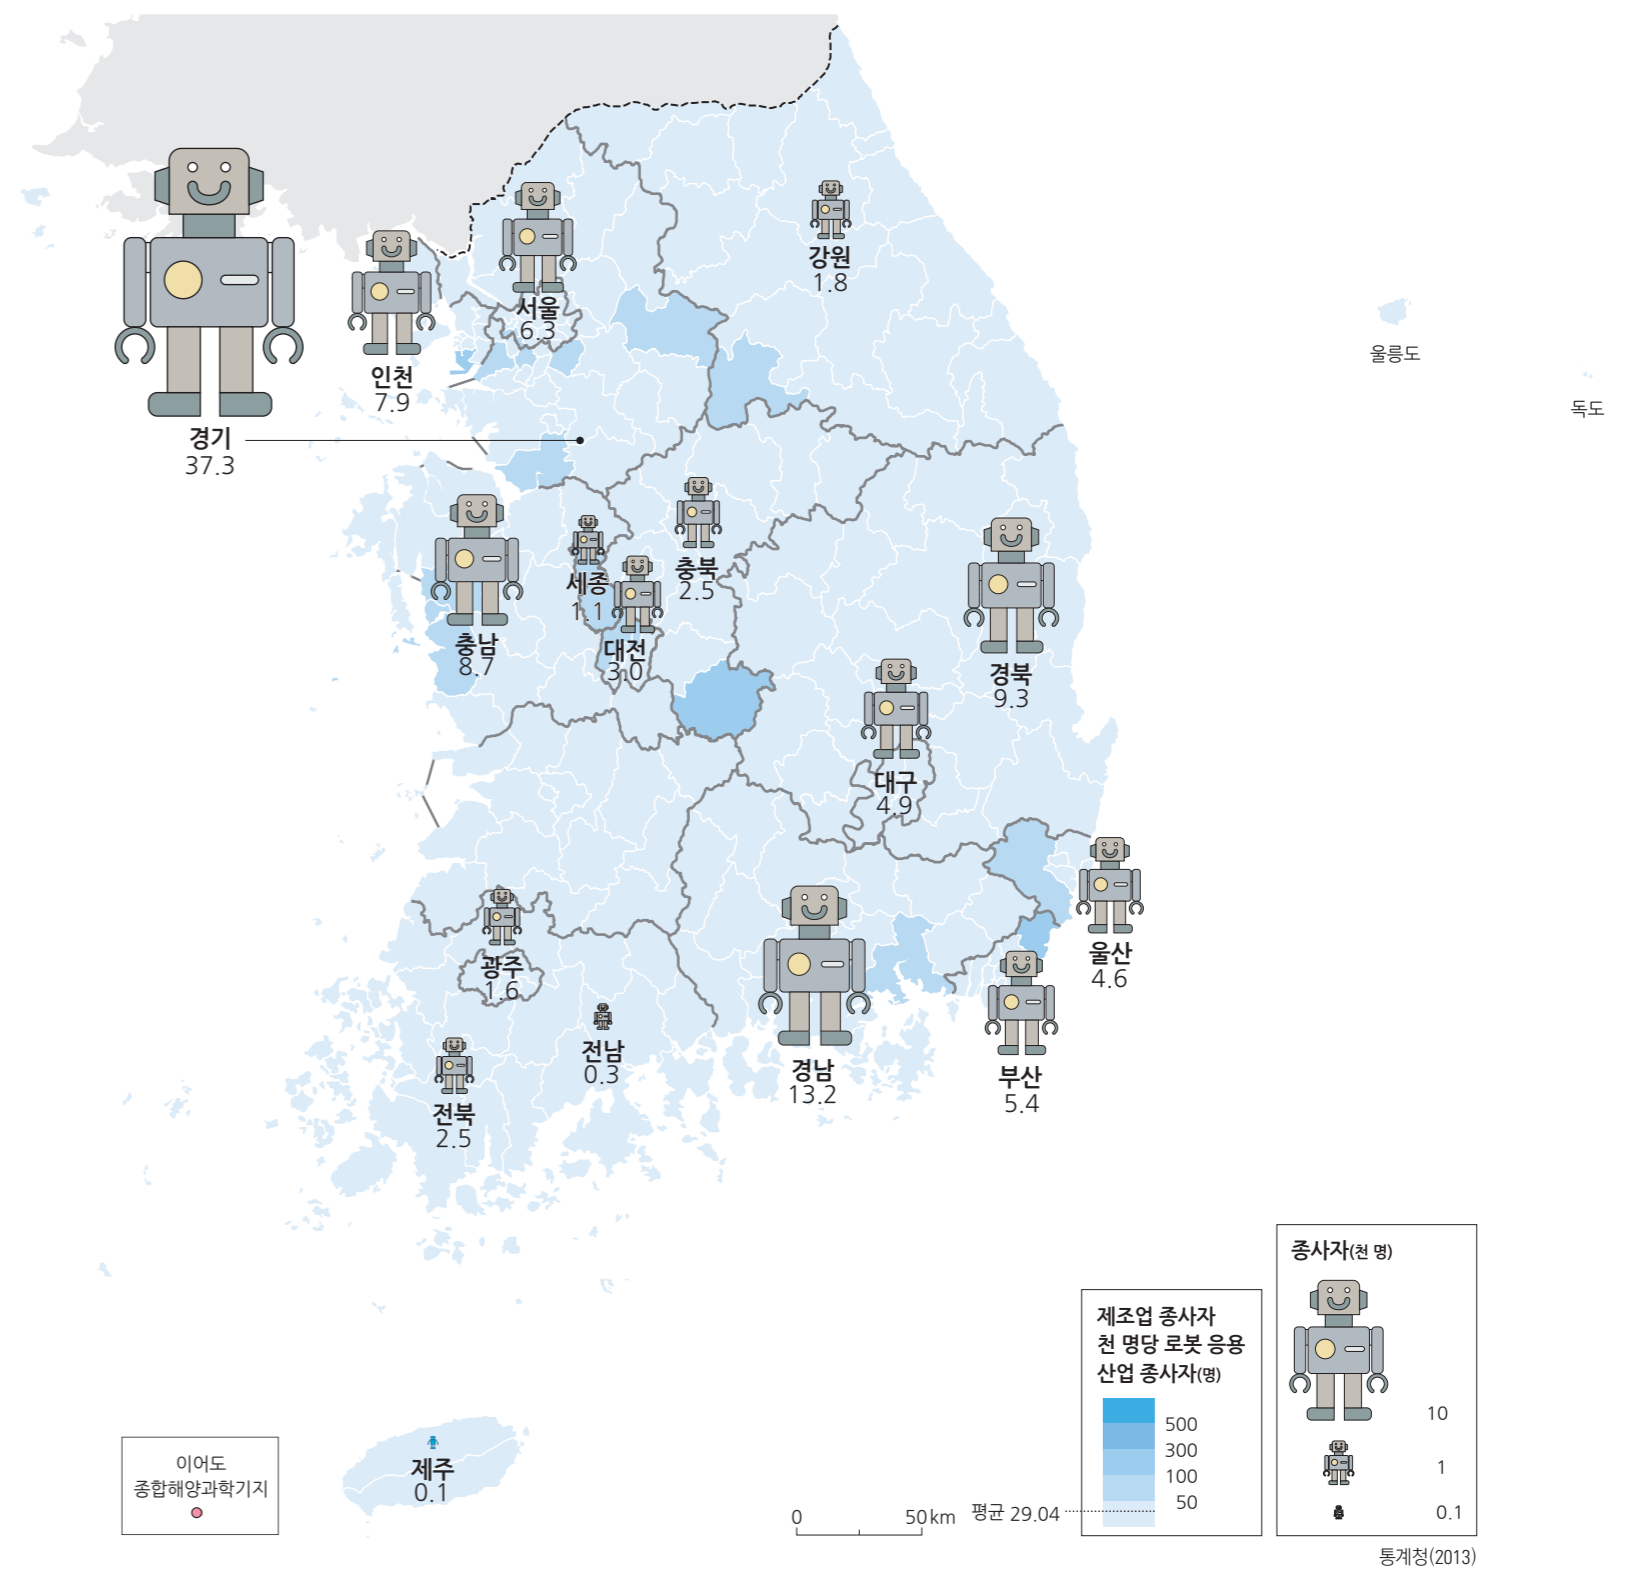 강원
1.8
서울
6.3
인천
7.9
경기
37.3
울릉도
독도
충북
2.5
세종
1.1
대전
3.0
충남
8.7
경북
9.3
대구
4.9
울산
4.6
부산
5.4
경남
13.2
광주
1.6
전남
0.3
전북
2.5
제주
0.1
이어도
종합해양과학기지
0 50 km
평균 29.04
제조업 종사자
천 명당 로봇 응용
산업 종사자(명)
500
300
100
50
종사자(천 명)
10
1
0.1
통계청(2013)